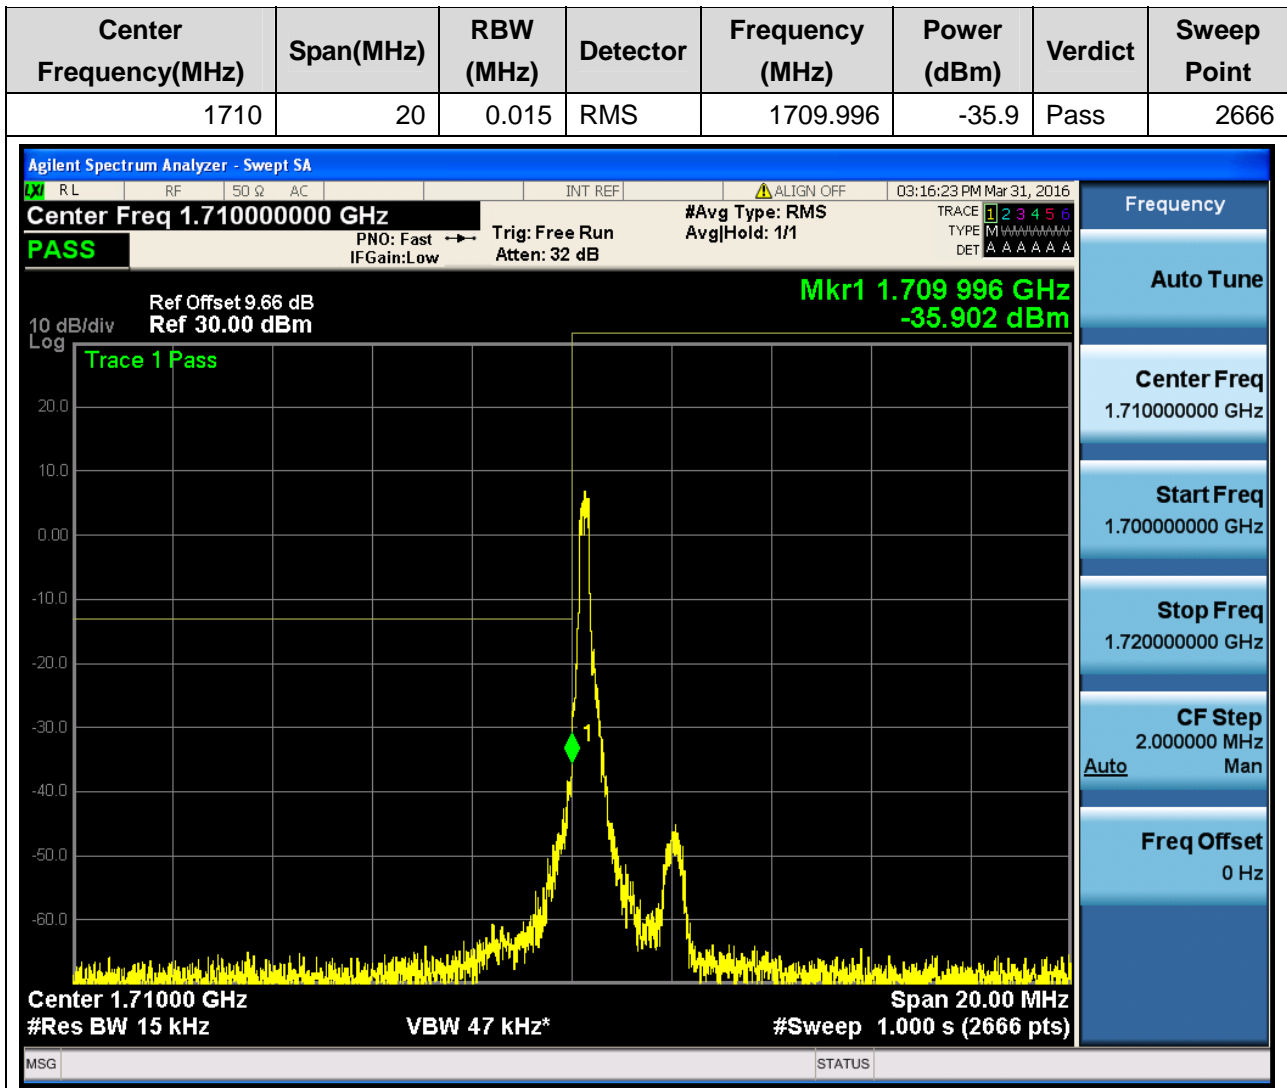 Center Frequency(MHz) Span(MHz) RBW (MHz) Detector Frequency (MHz) Power (dBm) Verdict Sweep Point
1710 20 0.015 RMS 1709.996 -35.9 Pass 2666
Agilent Spectrum Analyzer - Swept SA
LXI RL RF 50 Ω AC INT REF ALIGN OFF 03:16:23 PM Mar 31, 2016
Center Freq 1.710000000 GHz
#Avg Type: RMS
TRACE 1 2 3 4 5 6
PASS
PNO: Fast
Trig: Free Run
Avg|Hold: 1/1
TYPE M WWWWW
IFGain:Low
Atten: 32 dB
DET A A A A A A
Mkr1 1.709 996 GHz
-35.902 dBm
Ref Offset 9.66 dB
10 dB/div Ref 30.00 dBm
Log
Trace 1 Pass
20.0
10.0
0.00
-10.0
-20.0
-30.0
1
-40.0
-50.0
-60.0
Center 1.71000 GHz Span 20.00 MHz
#Res BW 15 kHz VBW 47 kHz* #Sweep 1.000 s (2666 pts)
MSG STATUS
Frequency
Auto Tune
Center Freq
1.710000000 GHz
Start Freq
1.700000000 GHz
Stop Freq
1.720000000 GHz
CF Step
2.000000 MHz
Auto Man
Freq Offset
0 Hz